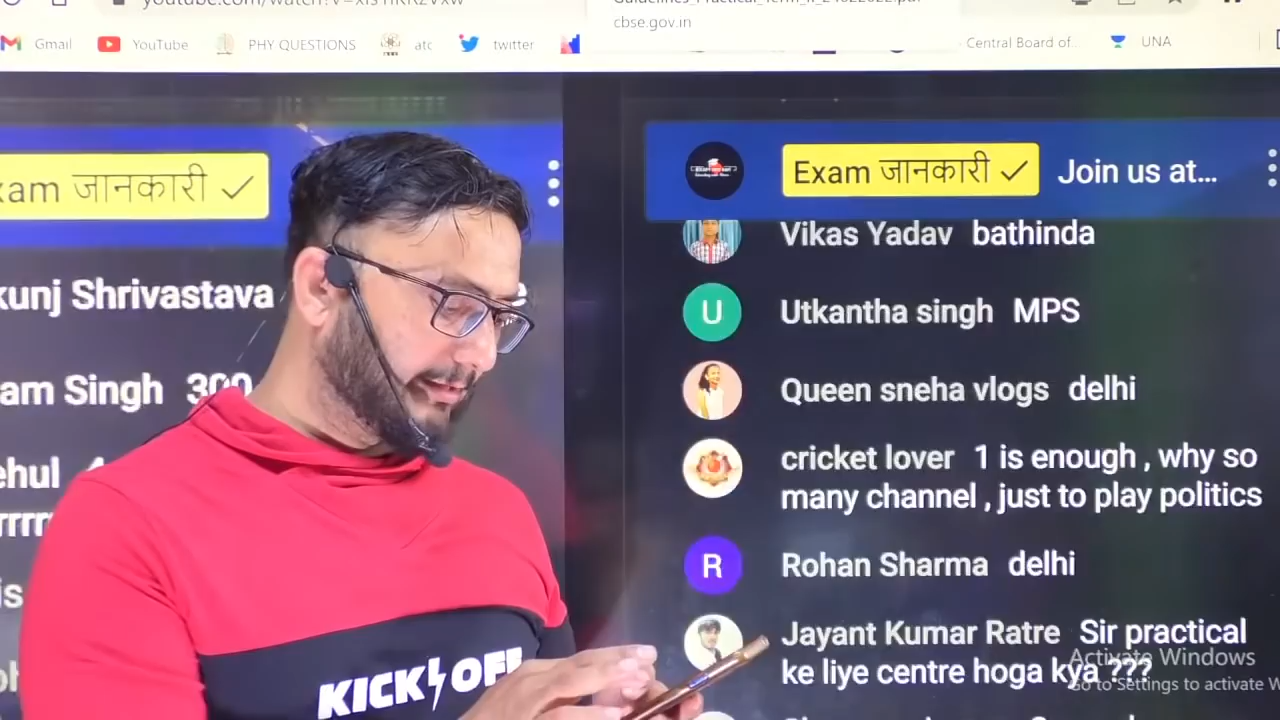 Guidelines_Practical_Term_II_24022022.pdf
cbse.gov.in
Gmail
YouTube
PHY QUESTIONS
atc
twitter
Central Board of..
UNA
Exam जानकारी ✓
Join us at...
xam जानकारी ✓
Vikas Yadav bathinda
kunj Shrivastava
Utkantha singh MPS
am Singh 300
Queen sneha vlogs delhi
cricket lover 1 is enough , why so
many channel , just to play politics
Rohan Sharma delhi
Jayant Kumar Ratre Sir practical
ke liye centre hoga kya ???
KICK OFF
Activate Windows
Go to Settings to activate W